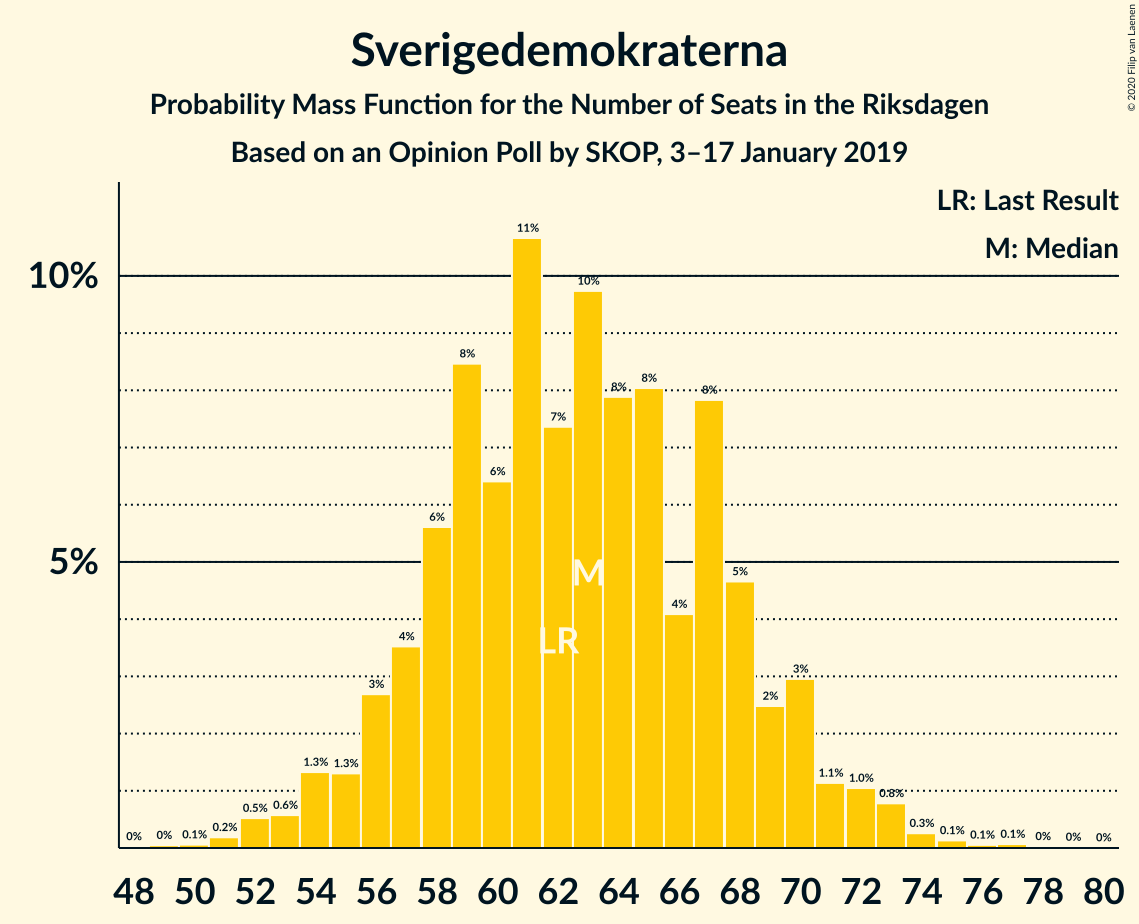 Sverigedemokraterna
Probability Mass Function for the Number of Seats in the Riksdagen
Based on an Opinion Poll by SKOP, 3–17 January 2019
© 2020 Filip van Laenen
LR: Last Result
M: Median
10%
5%
0% 0% 0.1% 0.2% 0.5% 0.6% 1.3% 1.3% 3% 4% 6% 8% 6% 11% 7% 10% 8% 8% 4% 8% 5% 2% 3% 1.1% 1.0% 0.8% 0.3% 0.1% 0.1% 0.1% 0% 0% 0%
M
LR
48 50 52 54 56 58 60 62 64 66 68 70 72 74 76 78 80